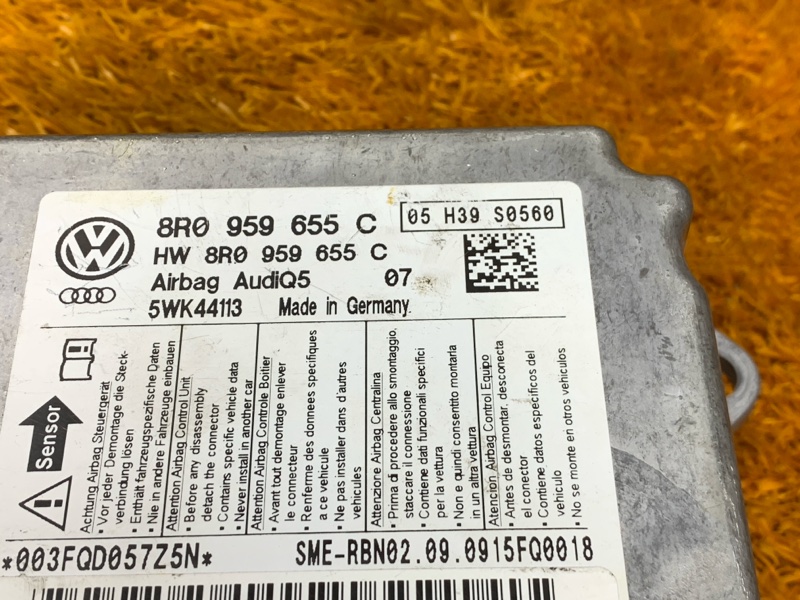 8R0 959 655 C
05 H39 S0560
HW 8R0 959 655 C
Airbag AudiQ5 07
5WK44113 Made in Germany.
Sensor
Achtung Airbag Steuergerät
• Vor jeder Demontage die Steck-
verbindung lösen
• Enthält fahrzeugspezifische Daten
• Nie in andere Fahrzeuge einbauen
Attention Airbag Control Unit
• Before any disassembly
detach the connector
• Contains specific vehicle data
• Never install in another car
Attention Airbag Controle Boitier
• Avant tout demontage enlever
le connecteur
• Renferme des donnees specifiques
a ce vehicule
• Ne pas installer dans d'autres
vehicules
Attenzione Airbag Centralina
• Prima di procedere allo smontaggio,
staccare il connessione
• Contiene dati funzionali specifici
per la vettura
• Non e quindi consentito montarla
in un altra vettura
Atencion Airbag Control Equipo
• Antes de desmontar, desconecta
el conector
• Contiene datos especificos del
vehiculo
• No se monte en otros vehiculos
*003FQD057Z5N* SME-RBN02.09.0915FQ0018